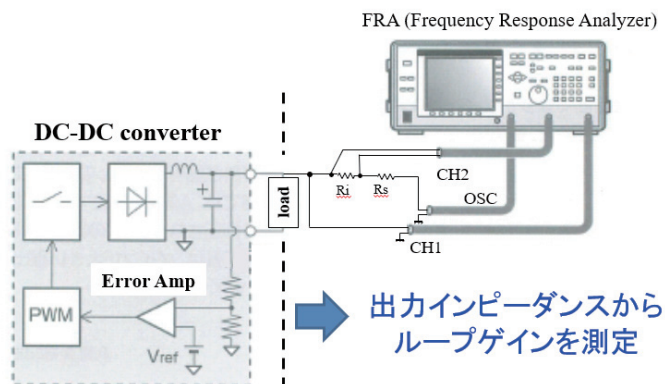 FRA (Frequency Response Analyzer)
DC-DC converter
CH2
load
Ri
Rs
OSC
CH1
Error Amp
PWM
Vref
出力インピーダンスから
ループゲインを測定